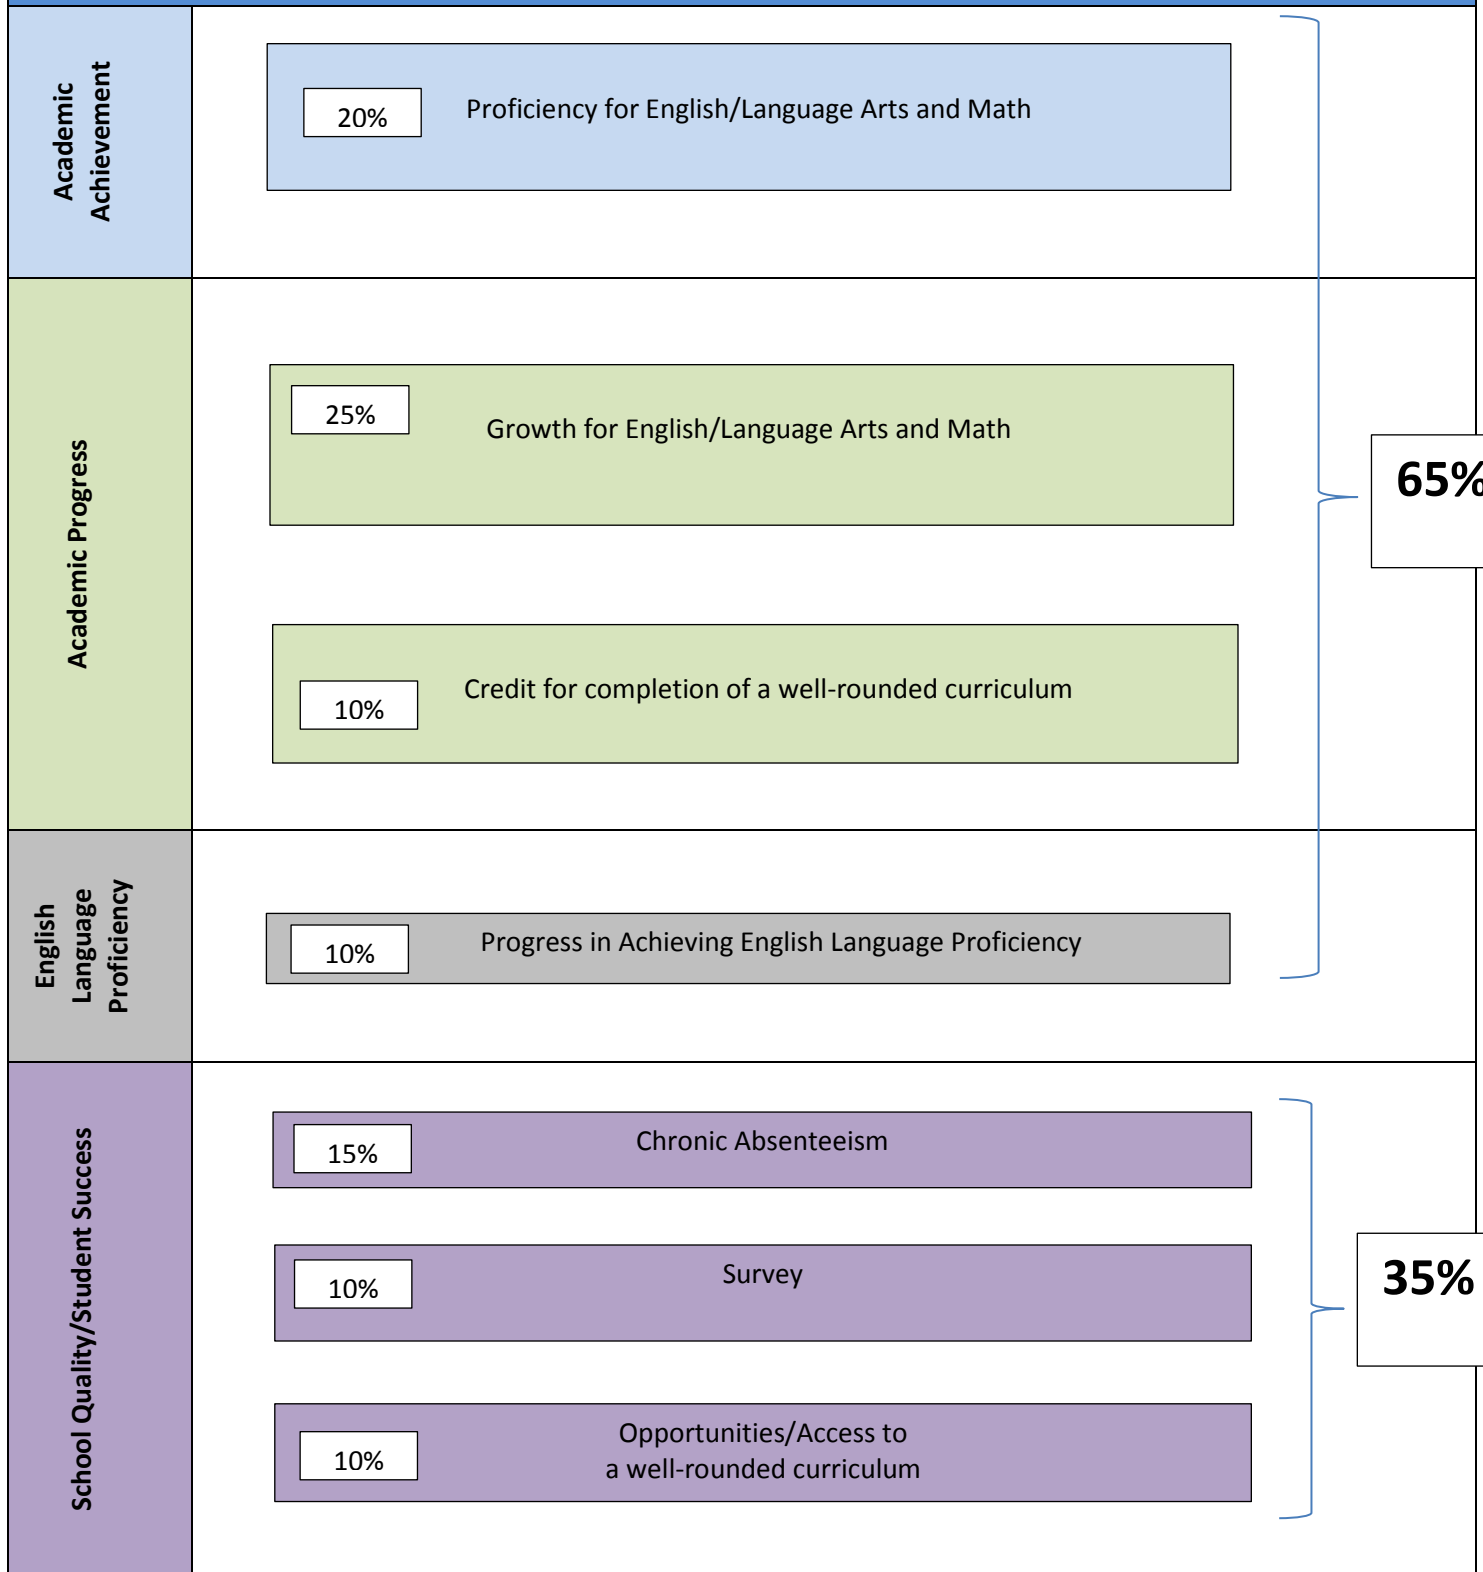 Academic
Achievement
20%
Proficiency for English/Language Arts and Math
Academic Progress
25%
Growth for English/Language Arts and Math
65%
10%
Credit for completion of a well-rounded curriculum
English
Language
Proficiency
10%
Progress in Achieving English Language Proficiency
School Quality/Student Success
15%
Chronic Absenteeism
10%
Survey
35%
10%
Opportunities/Access to
a well-rounded curriculum